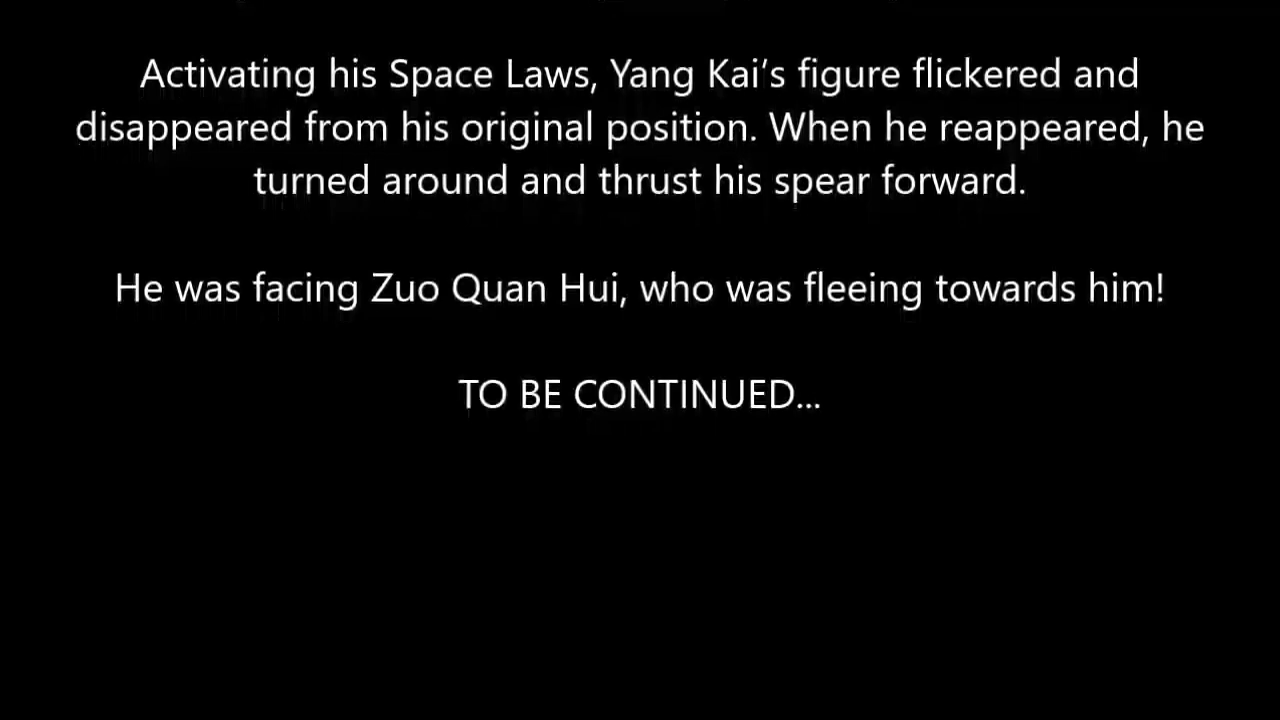 Activating his Space Laws, Yang Kai’s figure flickered and
disappeared from his original position. When he reappeared, he
turned around and thrust his spear forward.
He was facing Zuo Quan Hui, who was fleeing towards him!
TO BE CONTINUED...